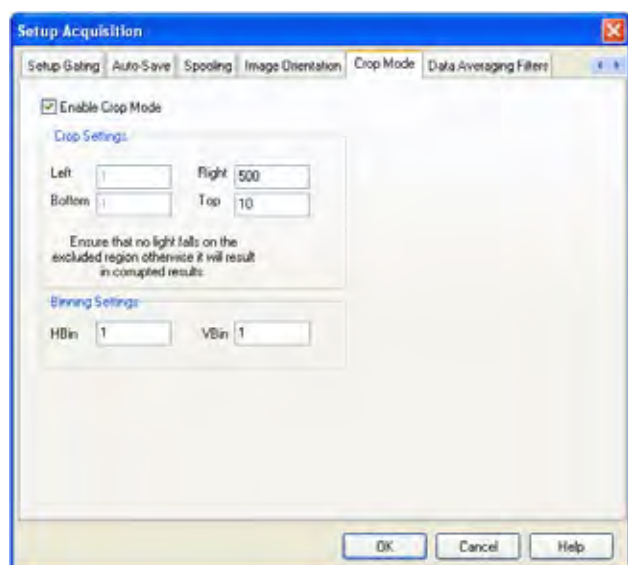 Setup Acquisition
Setup Gating Auto-Save Spooling Image Orientation Crop Mode Data Averaging Filters
Enable Crop Mode
Crop Settings
Left 1 Right 500
Bottom 1 Top 10
Ensure that no light falls on the
excluded region otherwise it will result
in corrupted results
Binning Settings
HBin 1 VBin 1
OK Cancel Help